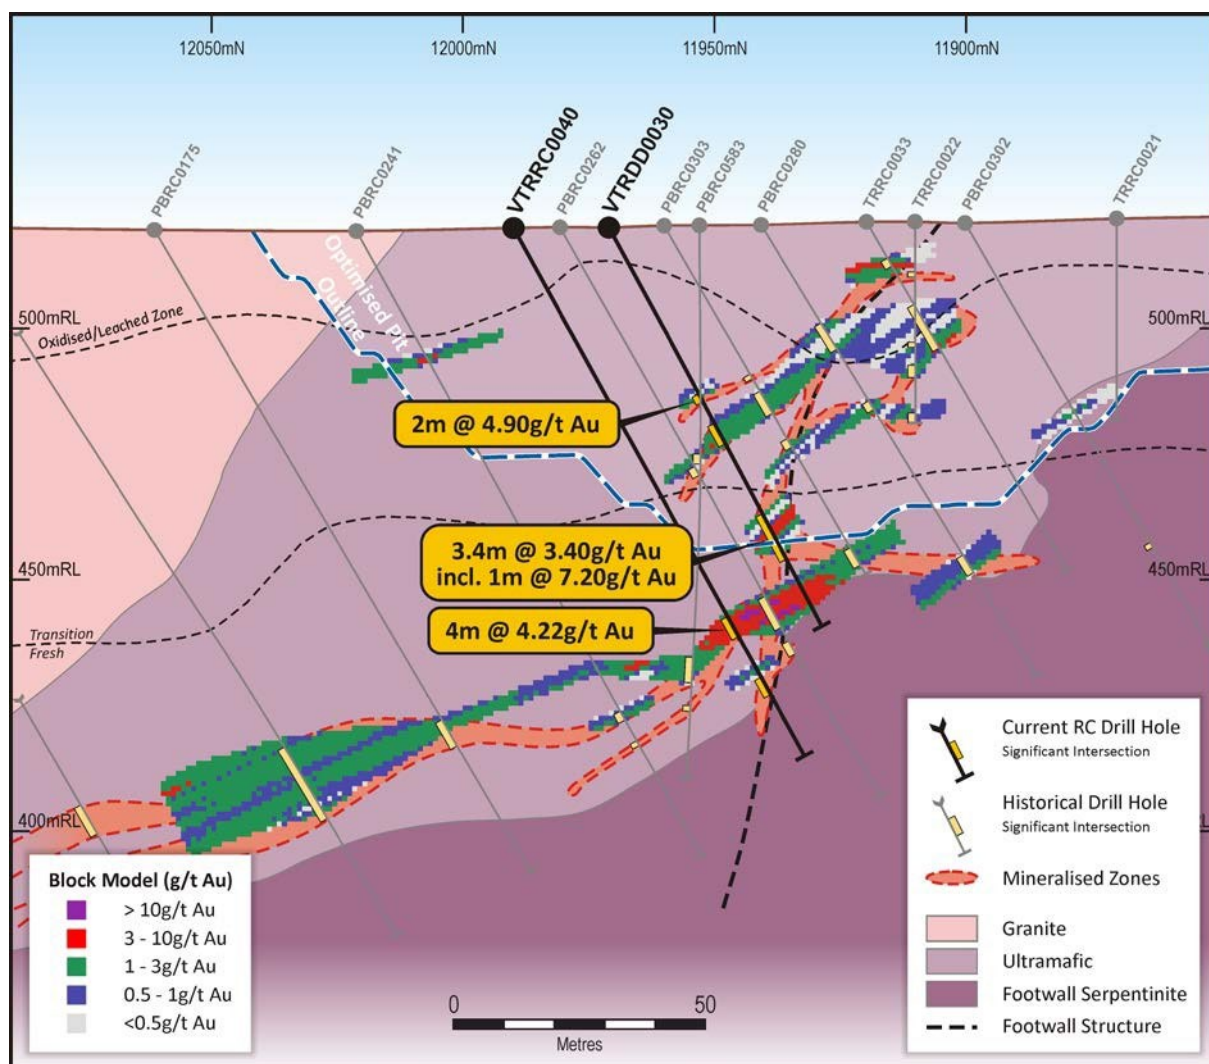 12050mN
12000mN
11950mN
11900mN
PBRC0175
PBRC0241
VTRRC0040
PBRC0262
VTRDD0030
PBRC0303
PBRC0583
PBRC0280
TRRC0033
TRRC0022
PBRC0302
TRRC0021
500mRL
500mRL
Oxidised/Leached Zone
Optimised Pit
Outline
2m @ 4.90g/t Au
3.4m @ 3.40g/t Au
incl. 1m @ 7.20g/t Au
450mRL
450mRL
4m @ 4.22g/t Au
Transition
Fresh
400mRL
Block Model (g/t Au)
> 10g/t Au
3 - 10g/t Au
1 - 3g/t Au
0.5 - 1g/t Au
<0.5g/t Au
0
50
Metres
Current RC Drill Hole
Significant Intersection
Historical Drill Hole
Significant Intersection
Mineralised Zones
Granite
Ultramafic
Footwall Serpentinite
Footwall Structure